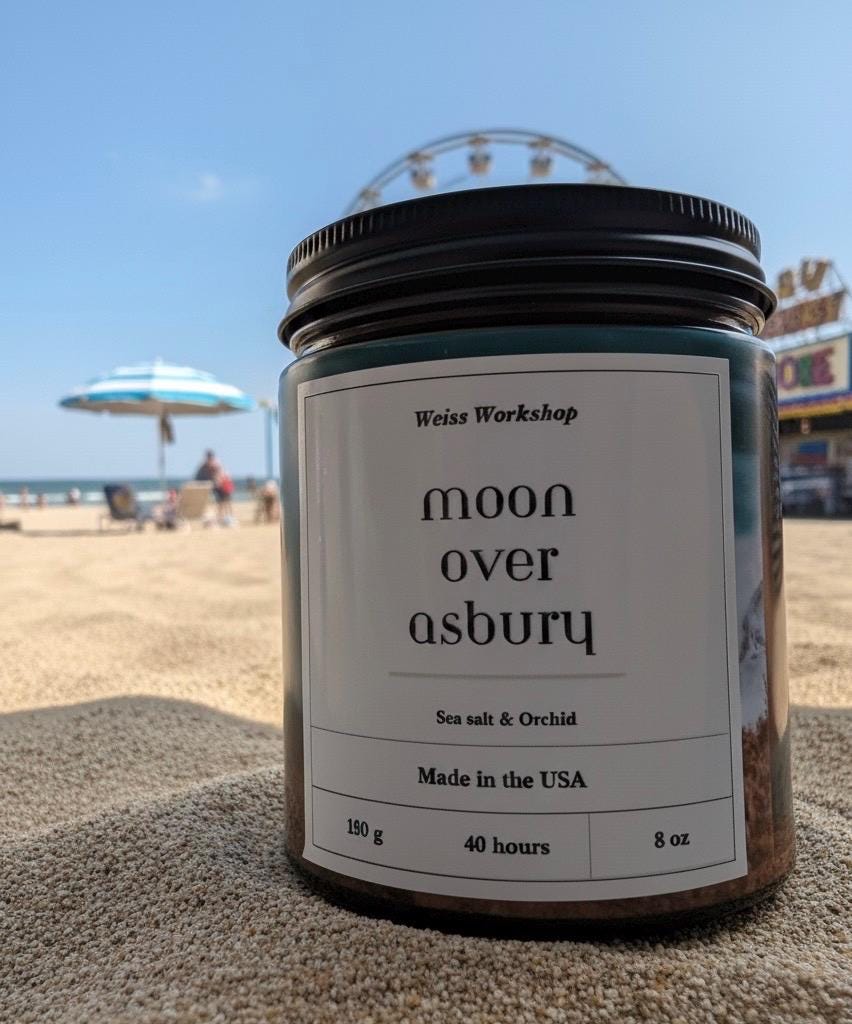 Weiss Workshop
moon
over
asbury
Sea salt & Orchid
Made in the USA
190 g
40 hours
8 oz